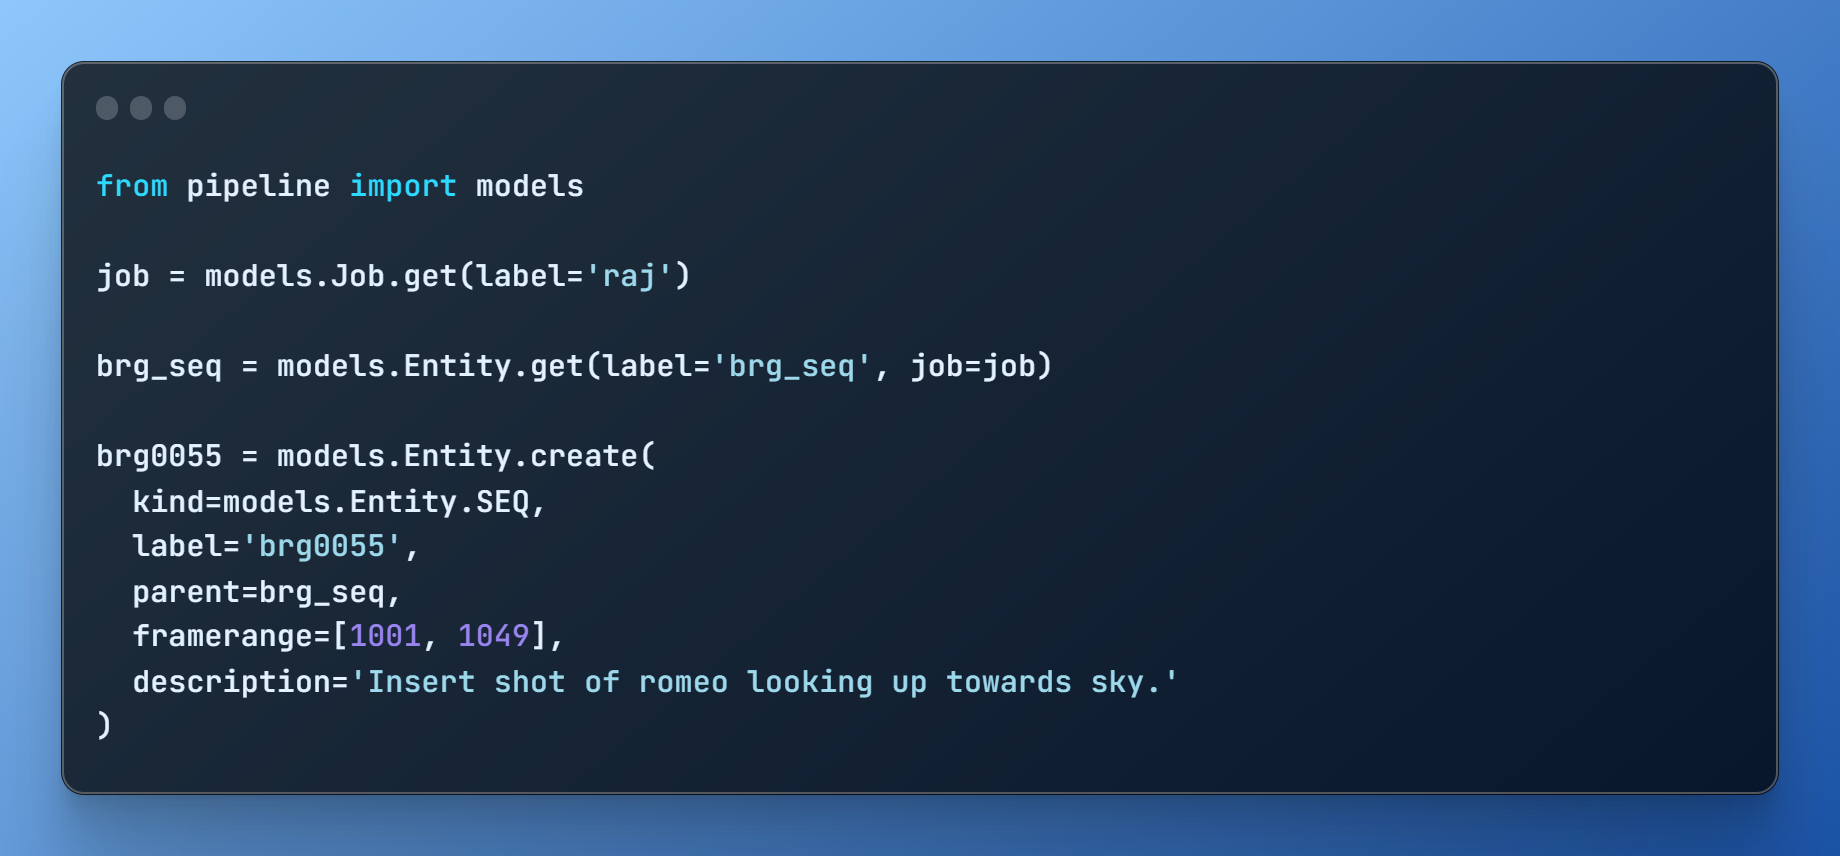 from pipeline import models
job = models.Job.get(label='raj')
brg_seq = models.Entity.get(label='brg_seq', job=job)
brg0055 = models.Entity.create(
  kind=models.Entity.SEQ,
  label='brg0055',
  parent=brg_seq,
  framerange=[1001, 1049],
  description='Insert shot of romeo looking up towards sky.'
)